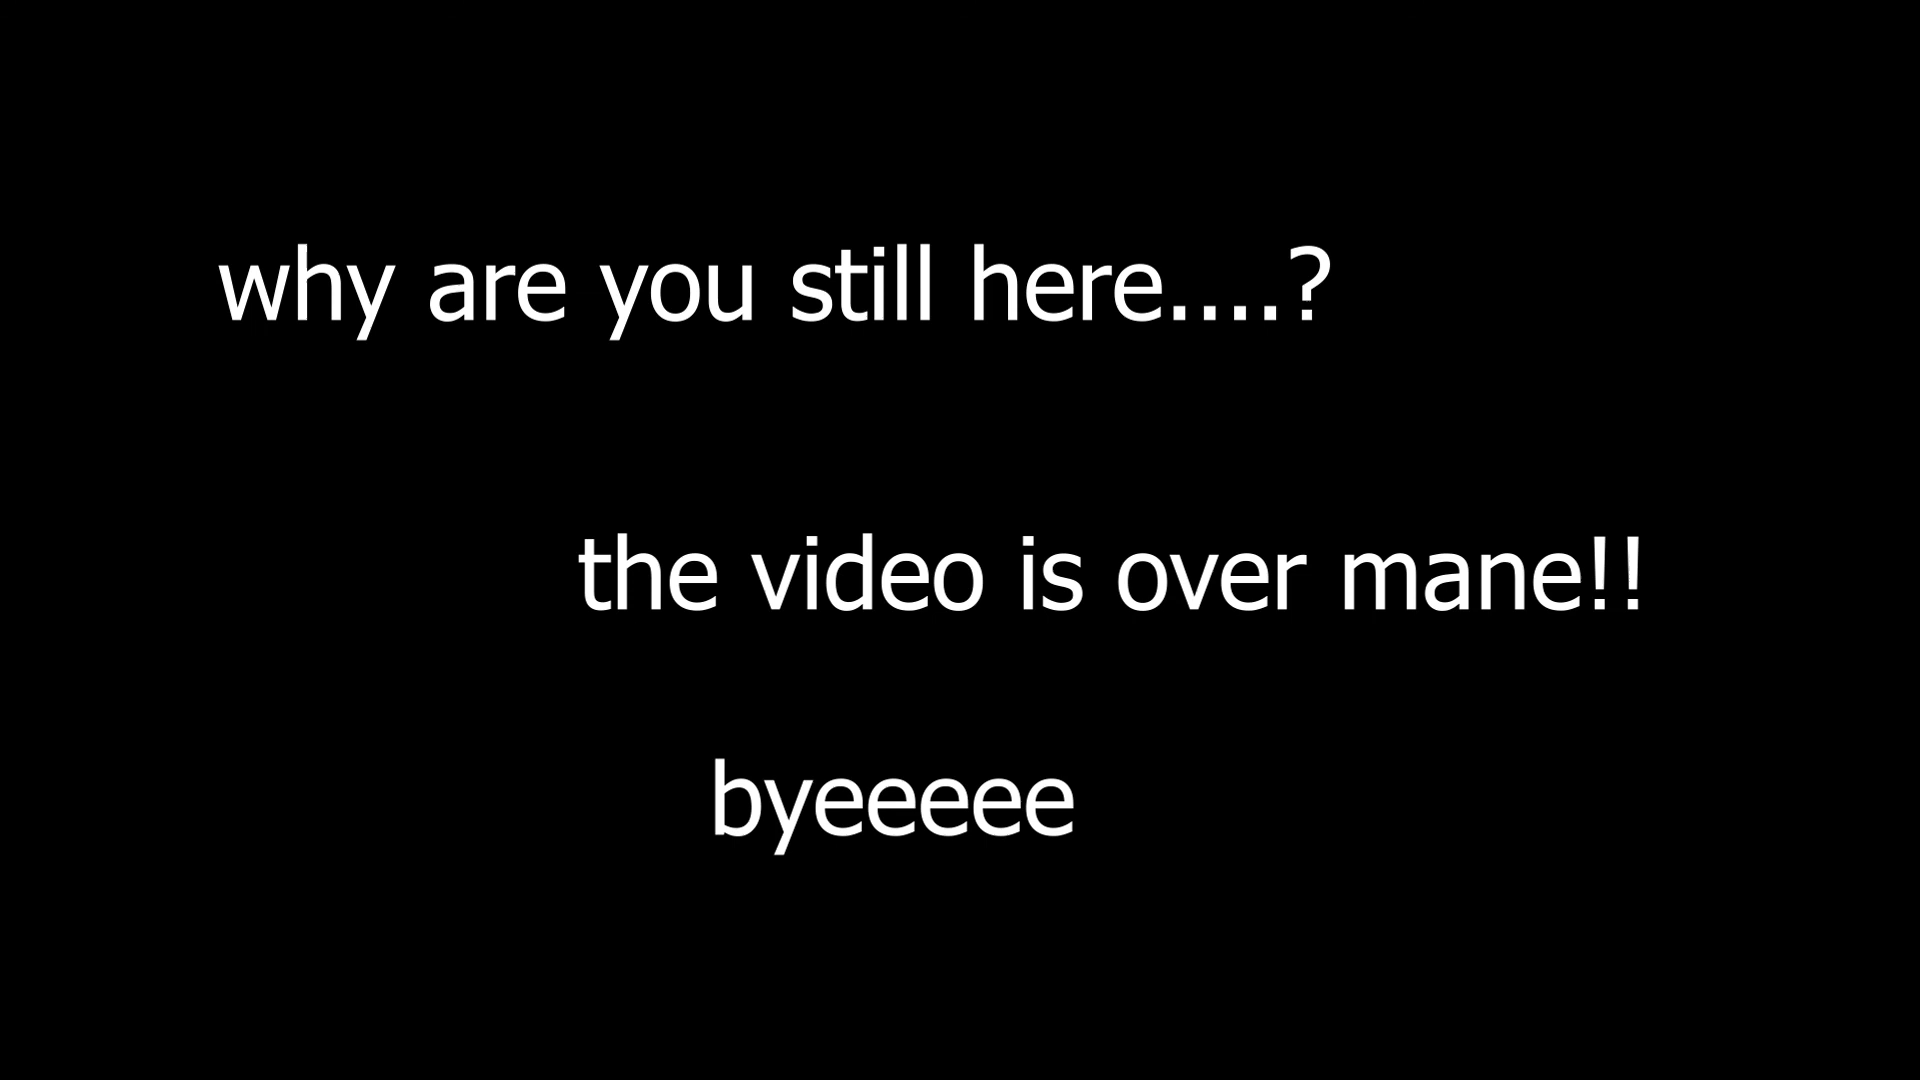 why are you still here....?
the video is over mane!!
byeeeee